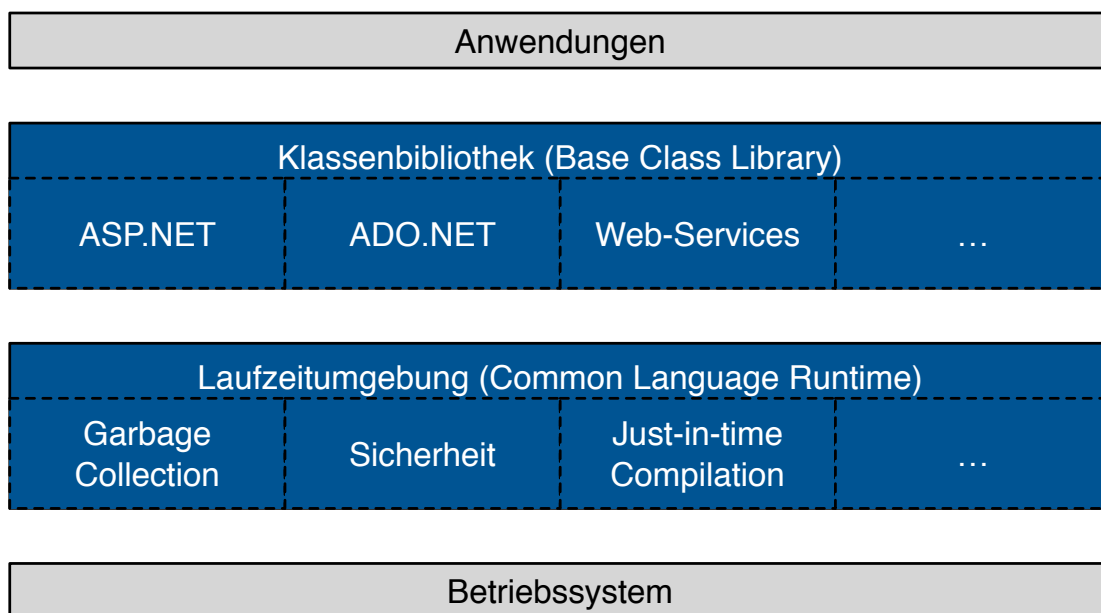 Anwendungen
Klassenbibliothek (Base Class Library)
ASP.NET
ADO.NET
Web-Services
…
Laufzeitumgebung (Common Language Runtime)
Garbage
Collection
Sicherheit
Just-in-time
Compilation
…
Betriebssystem